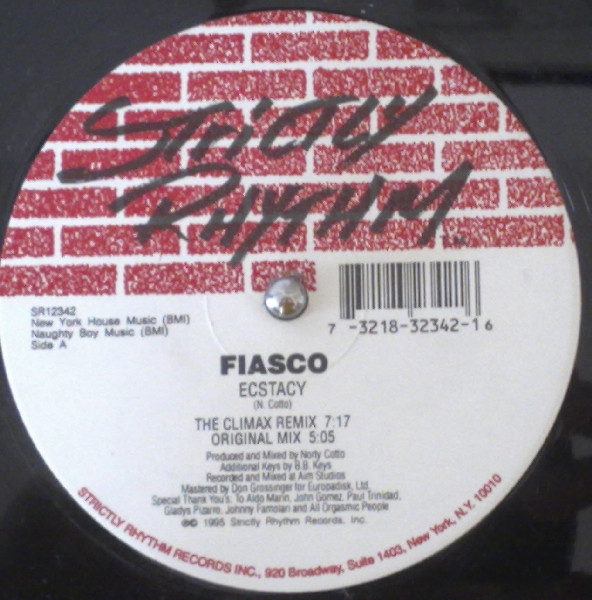 STRiCTLY
RHYTHM
SR12342
New York House Music (BMI)
Naughty Boy Music (BMI)
Side A
7 -3218-32342-1 6
FIASCO
ECSTACY
(N. Cotto)
THE CLIMAX REMIX 7:17
ORIGINAL MIX 5:05
Produced and Mixed by Norty Cotto
Additional Keys by B.B. Keys
Recorded and Mixed at Aim Studios
Mastered by Don Grossinger for Europadisk, Ltd.
Special Thank You's: To Aldo Marin, John Gomez, Paul Trinidad,
Gladys Pizarro, Johnny Famolari and All Orgasmic People
℗© 1995 Strictly Rhythm Records, Inc.
STRICTLY RHYTHM RECORDS INC., 920 Broadway, Suite 1403, New York, N.Y. 10010